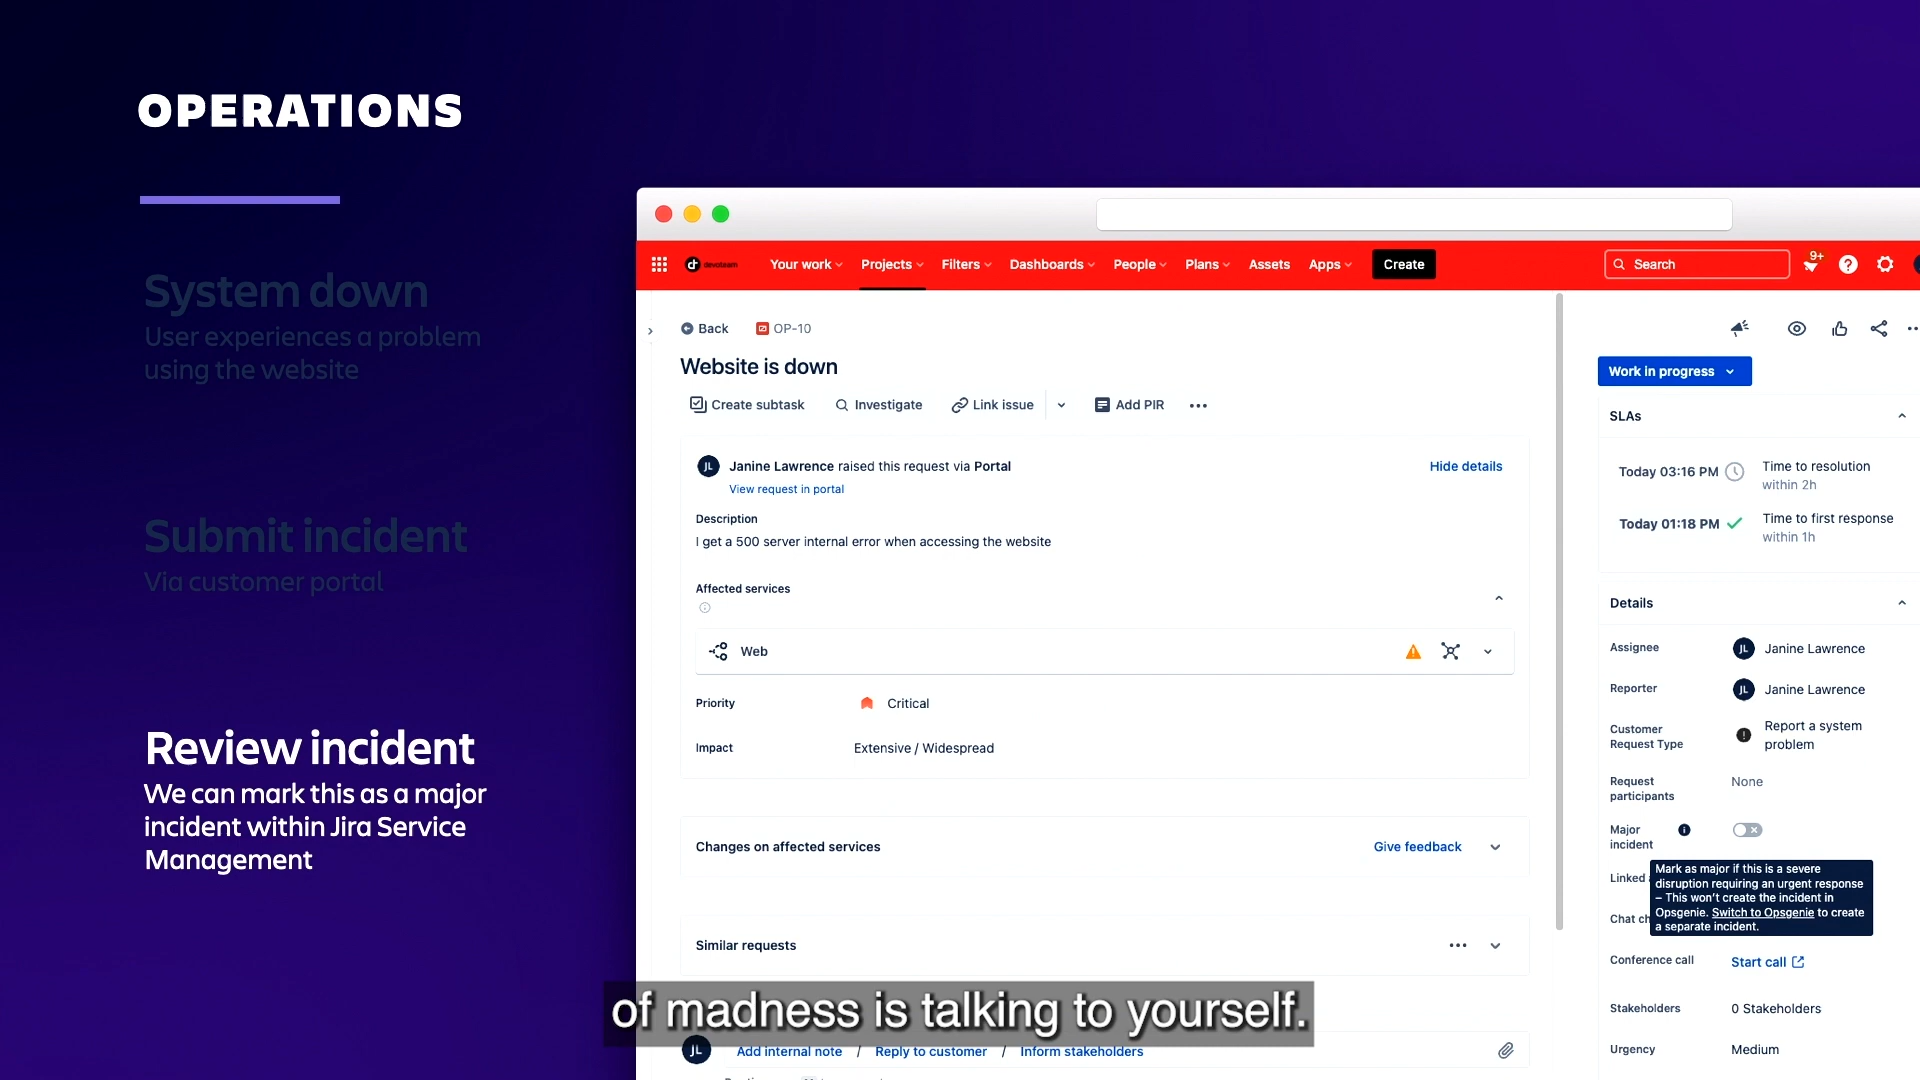 OPERATIONS
System down
User experiences a problem
using the website
Submit incident
Via customer portal
Review incident
We can mark this as a major
incident within Jira Service
Management
devoteam Your work Projects Filters Dashboards People Plans Assets Apps Create Search 9+
Back OP-10
Website is down
Create subtask Investigate Link issue Add PIR
JL Janine Lawrence raised this request via Portal Hide details
View request in portal
Description
I get a 500 server internal error when accessing the website
Affected services
Web
Priority Critical
Impact Extensive / Widespread
Changes on affected services Give feedback
Similar requests
of madness is talking to yourself.
JL Add internal note / Reply to customer / Inform stakeholders
Work in progress
SLAs
Today 03:16 PM Time to resolution
within 2h
Today 01:18 PM Time to first response
within 1h
Details
Assignee JL Janine Lawrence
Reporter JL Janine Lawrence
Customer
Request Type
Report a system
problem
Request
participants
None
Major
incident
Mark as major if this is a severe
disruption requiring an urgent response
– This won't create the incident in
Opsgenie. Switch to Opsgenie to create
a separate incident.
Linked
Chat
Conference call Start call
Stakeholders 0 Stakeholders
Urgency Medium